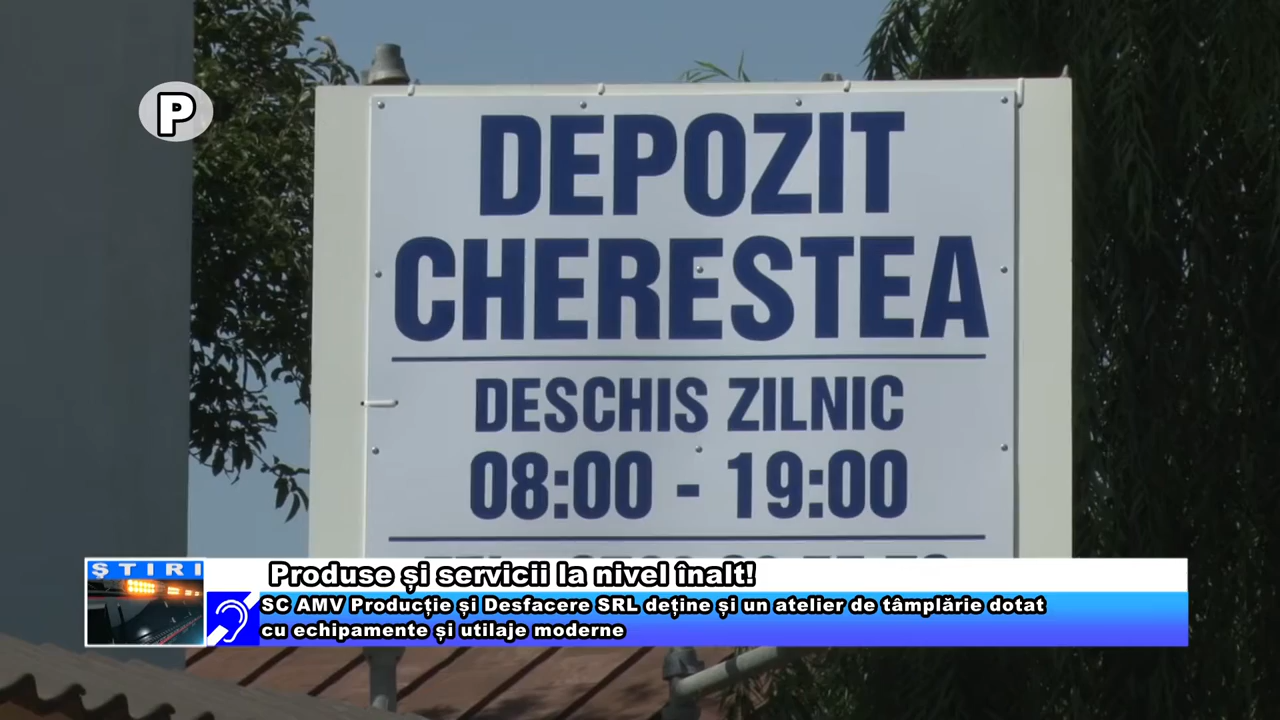 P
DEPOZIT
CHERESTEA
DESCHIS ZILNIC
08:00 - 19:00
ȘTIRI
Produse și servicii la nivel înalt!
SC AMV Producție și Desfacere SRL deține și un atelier de tâmplărie dotat
cu echipamente și utilaje moderne